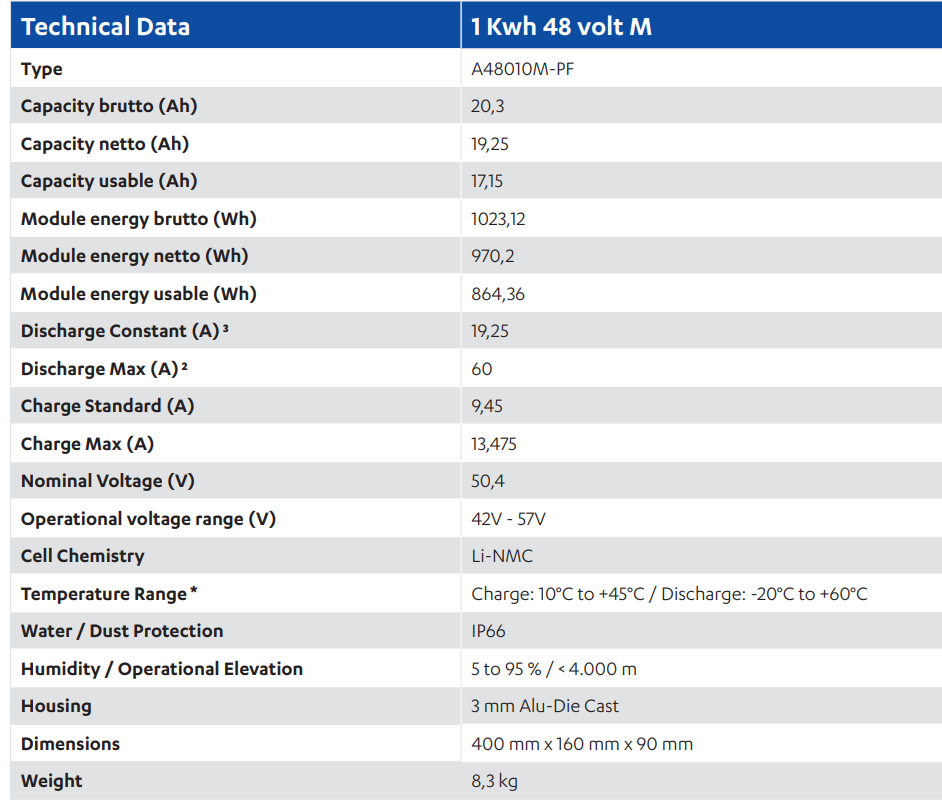 Technical Data 1 Kwh 48 volt M
Type A48010M-PF
Capacity brutto (Ah) 20,3
Capacity netto (Ah) 19,25
Capacity usable (Ah) 17,15
Module energy brutto (Wh) 1023,12
Module energy netto (Wh) 970,2
Module energy usable (Wh) 864,36
Discharge Constant (A) ³ 19,25
Discharge Max (A) ² 60
Charge Standard (A) 9,45
Charge Max (A) 13,475
Nominal Voltage (V) 50,4
Operational voltage range (V) 42V - 57V
Cell Chemistry Li-NMC
Temperature Range * Charge: 10°C to +45°C / Discharge: -20°C to +60°C
Water / Dust Protection IP66
Humidity / Operational Elevation 5 to 95 % / < 4.000 m
Housing 3 mm Alu-Die Cast
Dimensions 400 mm x 160 mm x 90 mm
Weight 8,3 kg